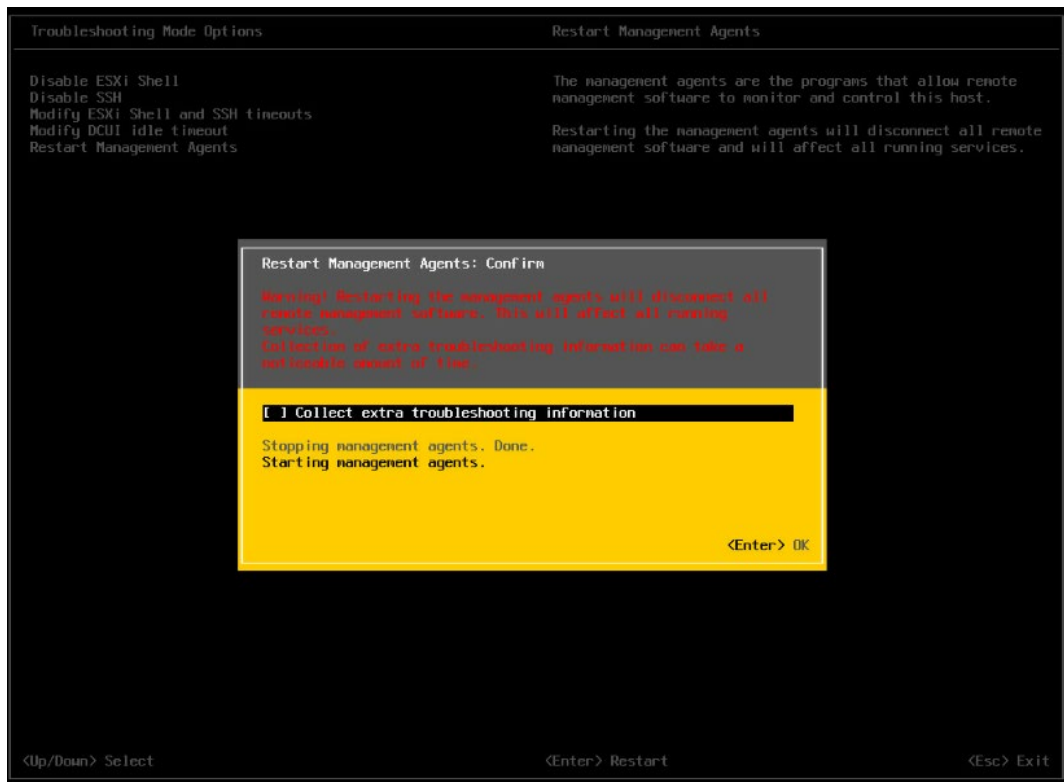 Troubleshooting Mode Options
Restart Management Agents
Disable ESXi Shell
Disable SSH
Modify ESXi Shell and SSH timeouts
Modify DCUI idle timeout
Restart Management Agents
The management agents are the programs that allow remote
management software to monitor and control this host.
Restarting the management agents will disconnect all remote
management software and will affect all running services.
Restart Management Agents: Confirm
Warning! Restarting the management agents will disconnect all
remote management software. This will affect all running
services.
Collection of extra troubleshooting information can take a
noticeable amount of time.
[ ] Collect extra troubleshooting information
Stopping management agents. Done.
Starting management agents.
<Enter> OK
<Up/Down> Select
<Enter> Restart
<Esc> Exit